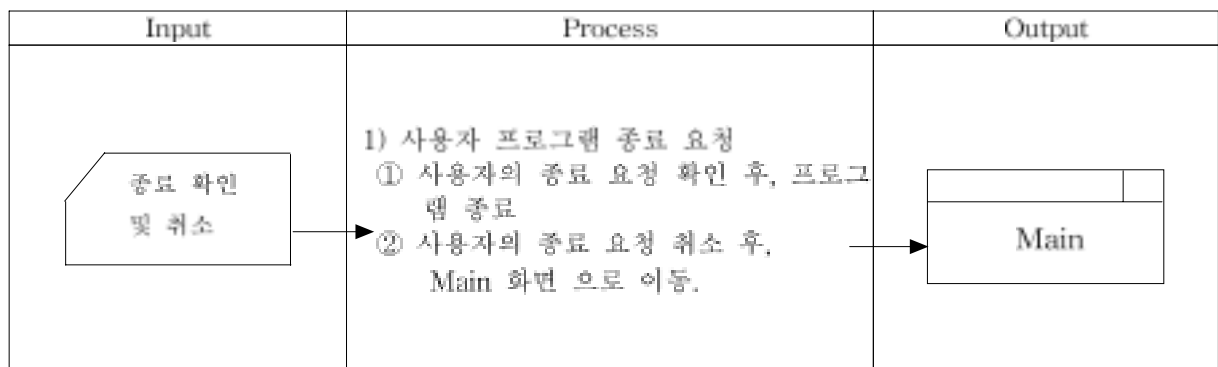 Input
Process
Output
종료 확인
및 취소
1) 사용자 프로그램 종료 요청
① 사용자의 종료 요청 확인 후, 프로그
램 종료
② 사용자의 종료 요청 취소 후,
Main 화면 으로 이동.
Main